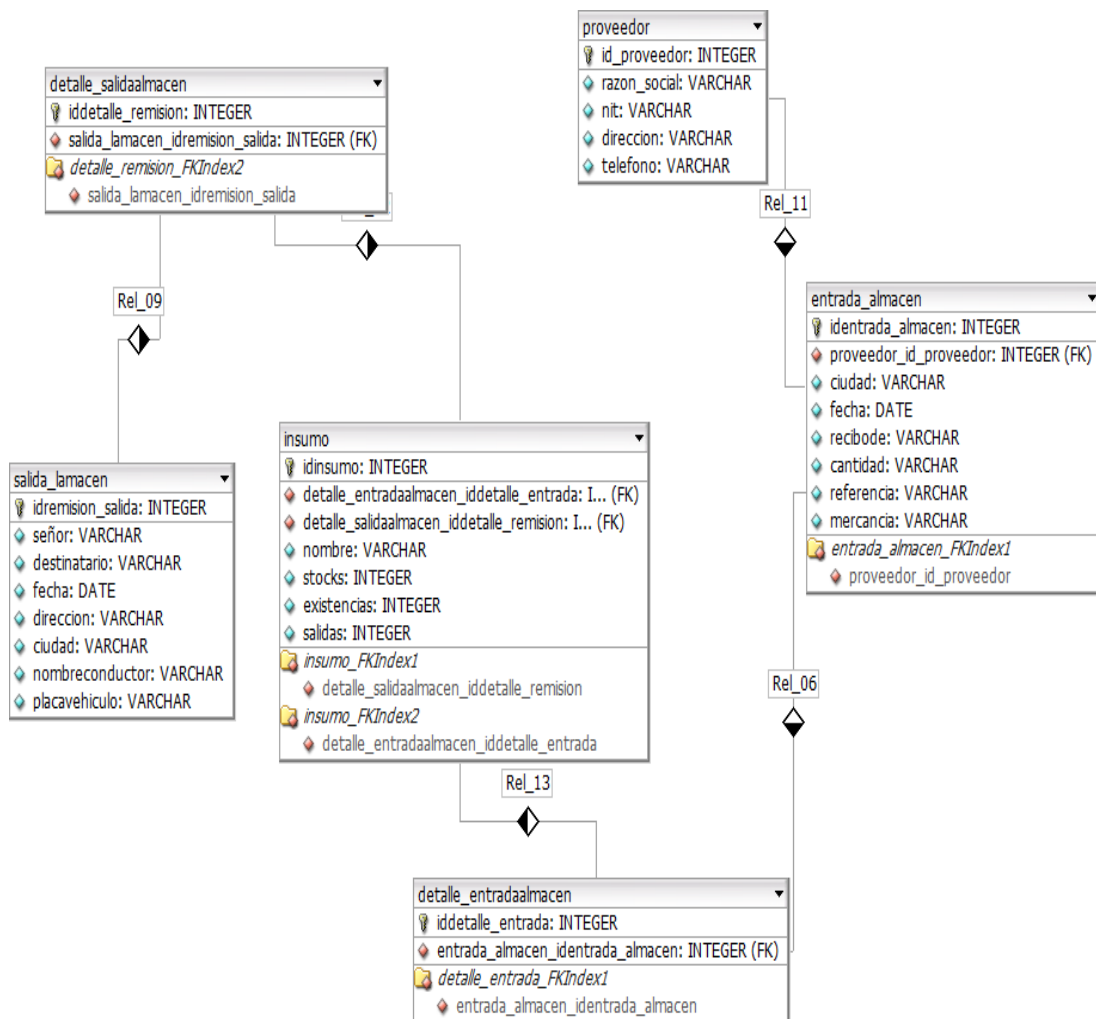 proveedor
id_proveedor: INTEGER
razon_social: VARCHAR
nit: VARCHAR
direccion: VARCHAR
telefono: VARCHAR
detalle_salidaalmacen
iddetalle_remision: INTEGER
salida_lamacen_idremision_salida: INTEGER (FK)
detalle_remision_FKIndex2
salida_lamacen_idremision_salida
Rel_11
Rel_09
entrada_almacen
identrada_almacen: INTEGER
proveedor_id_proveedor: INTEGER (FK)
ciudad: VARCHAR
fecha: DATE
recibode: VARCHAR
cantidad: VARCHAR
referencia: VARCHAR
mercancia: VARCHAR
entrada_almacen_FKIndex1
proveedor_id_proveedor
insumo
idinsumo: INTEGER
detalle_entradaalmacen_iddetalle_entrada: I... (FK)
detalle_salidaalmacen_iddetalle_remision: I... (FK)
nombre: VARCHAR
stocks: INTEGER
existencias: INTEGER
salidas: INTEGER
insumo_FKIndex1
detalle_salidaalmacen_iddetalle_remision
insumo_FKIndex2
detalle_entradaalmacen_iddetalle_entrada
salida_lamacen
idremision_salida: INTEGER
señor: VARCHAR
destinatario: VARCHAR
fecha: DATE
direccion: VARCHAR
ciudad: VARCHAR
nombreconductor: VARCHAR
placavehiculo: VARCHAR
Rel_06
Rel_13
detalle_entradaalmacen
iddetalle_entrada: INTEGER
entrada_almacen_identrada_almacen: INTEGER (FK)
detalle_entrada_FKIndex1
entrada_almacen_identrada_almacen